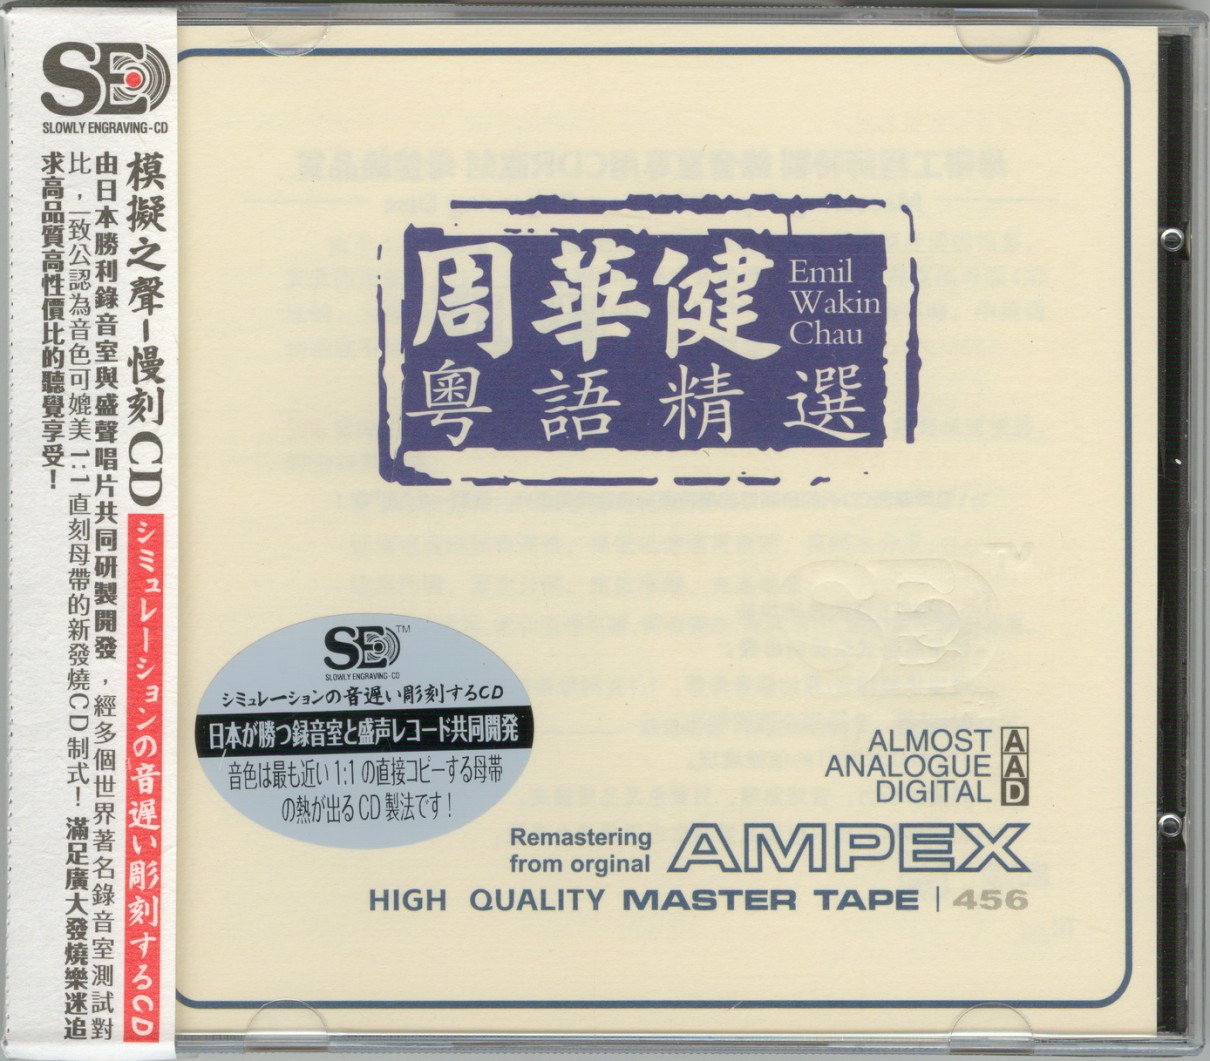 SE
SLOWLY ENGRAVING-CD
模擬之聲-慢刻CD シミュレーションの音遅い彫刻するCD
由日本勝利錄音室與盛聲唱片共同研製開發，經多個世界著名錄音室測試對
比，一致公認為音色可媲美1:1直刻母帶的新發燒CD制式！滿足廣大發燒樂迷追
求高品質高性價比的聽覺享受！
周華健
Emil
Wakin
Chau
粵語精選
SE™
SLOWLY ENGRAVING-CD
シミュレーションの音遅い彫刻するCD
日本が勝つ録音室と盛声レコード共同開発
音色は最も近い1:1の直接コピーする母帯
の熱が出るCD製法です！
ALMOST A
ANALOGUE A
DIGITAL D
Remastering
from orginal
AMPEX
HIGH QUALITY MASTER TAPE | 456